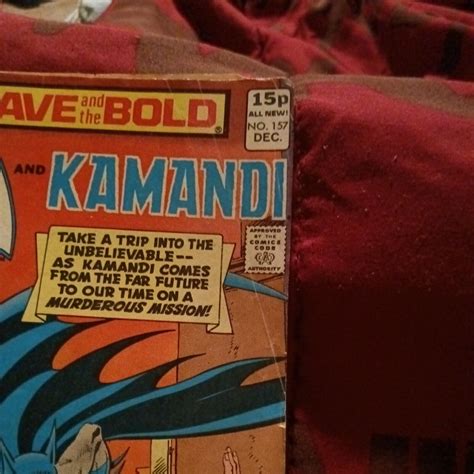 AVE and the BOLD
15p
ALL NEW!
NO. 157
DEC.
AND KAMANDI
TAKE A TRIP INTO THE
UNBELIEVABLE--
AS KAMANDI COMES
FROM THE FAR FUTURE
TO OUR TIME ON A
MURDEROUS MISSION!
APPROVED
BY THE
COMICS
CODE
AUTHORITY